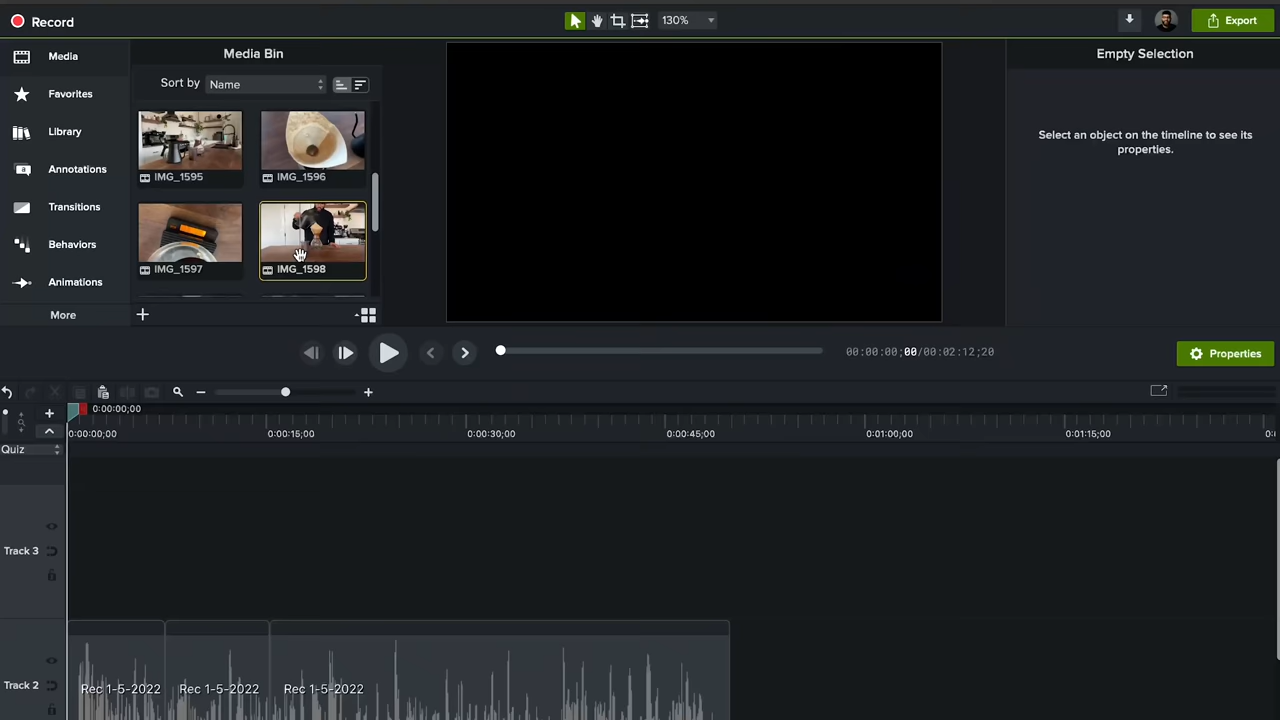 Record
130%
Export
Media
Media Bin
Empty Selection
Sort by
Name
Favorites
Library
IMG_1595
IMG_1596
Select an object on the timeline to see its
properties.
Annotations
Transitions
Behaviors
IMG_1597
IMG_1598
Animations
More
00:00:00;00/00:02:12;20
Properties
0:00:00;00
0:00:00;00
0:00:15;00
0:00:30;00
0:00:45;00
0:01:00;00
0:01:15;00
Quiz
Track 3
Track 2
Rec 1-5-2022
Rec 1-5-2022
Rec 1-5-2022